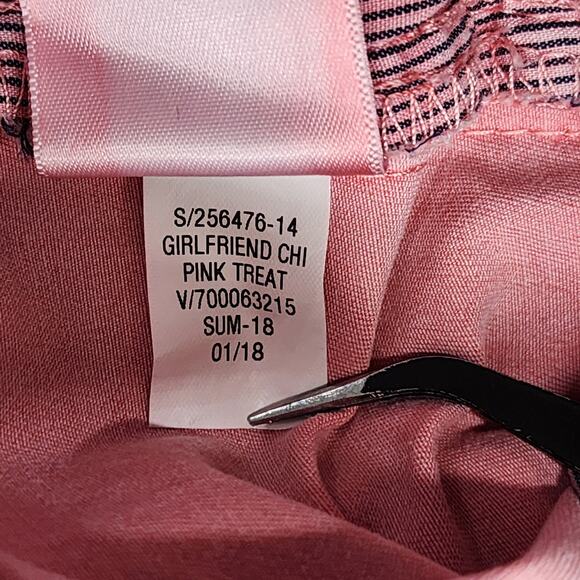 S/256476-14
GIRLFRIEND CHI
PINK TREAT
V/700063215
SUM-18
01/18